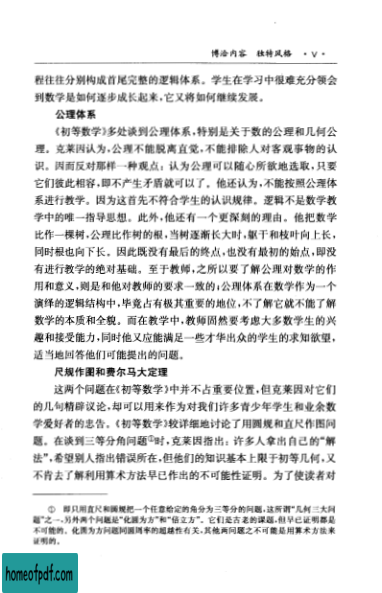 博洽内容　独特风格　·V·
程往往分别构成首尾完整的逻辑体系。学生在学习中很难充分领会
到数学是如何逐步成长起来,它又将如何继续发展。
公理体系
《初等数学》多处谈到公理体系,特别是关于数的公理和几何公
理。克莱因认为,公理不能脱离直觉,不能排除人对客观事物的认
识。因而反对那样一种观点：认为公理可以随心所欲地选取,只要
它们彼此相容,即不产生矛盾就可以了。他还认为,不能按照公理体
系进行教学。因为这首先不符合学生的认识规律。逻辑不是数学教
学中的唯一指导思想。此外,他还有一个更深刻的理由。他把数学
比作一棵树,公理比作树的根,当树逐渐长大时,躯干和枝叶向上长,
同时根也向下长。因此既没有最后的终点,也没有最初的始点,即没
有进行教学的绝对基础。至于教师,之所以要了解公理对数学的作
用和意义,则是和他对教师的要求一致的：公理体系在数学作为一个
演绎的逻辑结构中,毕竟占有极其重要的地位,不了解它就不能了解
数学的本质和全貌。而在教学中,教师固然要考虑大多数学生的兴
趣和接受能力,同时他又应能满足一些才华出众的学生的求知欲望,
适当地回答他们可能提出的问题。
尺规作图和费尔马大定理
这两个问题在《初等数学》中并不占重要位置,但克莱因对它们
的几句精辟议论,却可以用来作为对我们许多青少年学生和业余数
学爱好者的忠告。《初等数学》较详细地讨论了用圆规和直尺作图问
题。在谈到三等分角问题①时,克莱因指出：许多人拿出自己的“解
法”,希望别人指出错误所在,但他们的知识基本上限于初等几何,又
不肯去了解利用算术方法早已作出的不可能性证明。为了使读者对
① 即只用直尺和圆规把一个任意给定的角分为三等分的问题,这所谓“几何三大问
题”之一,另外两个问题是“化圆为方”和“倍立方”。它们是古老的课题,但早已证明都是
不可能的。化圆为方问题同圆周率的超越性有关,其他两问题之不可能是用算术方法来
证明的。
homeofpdf.com